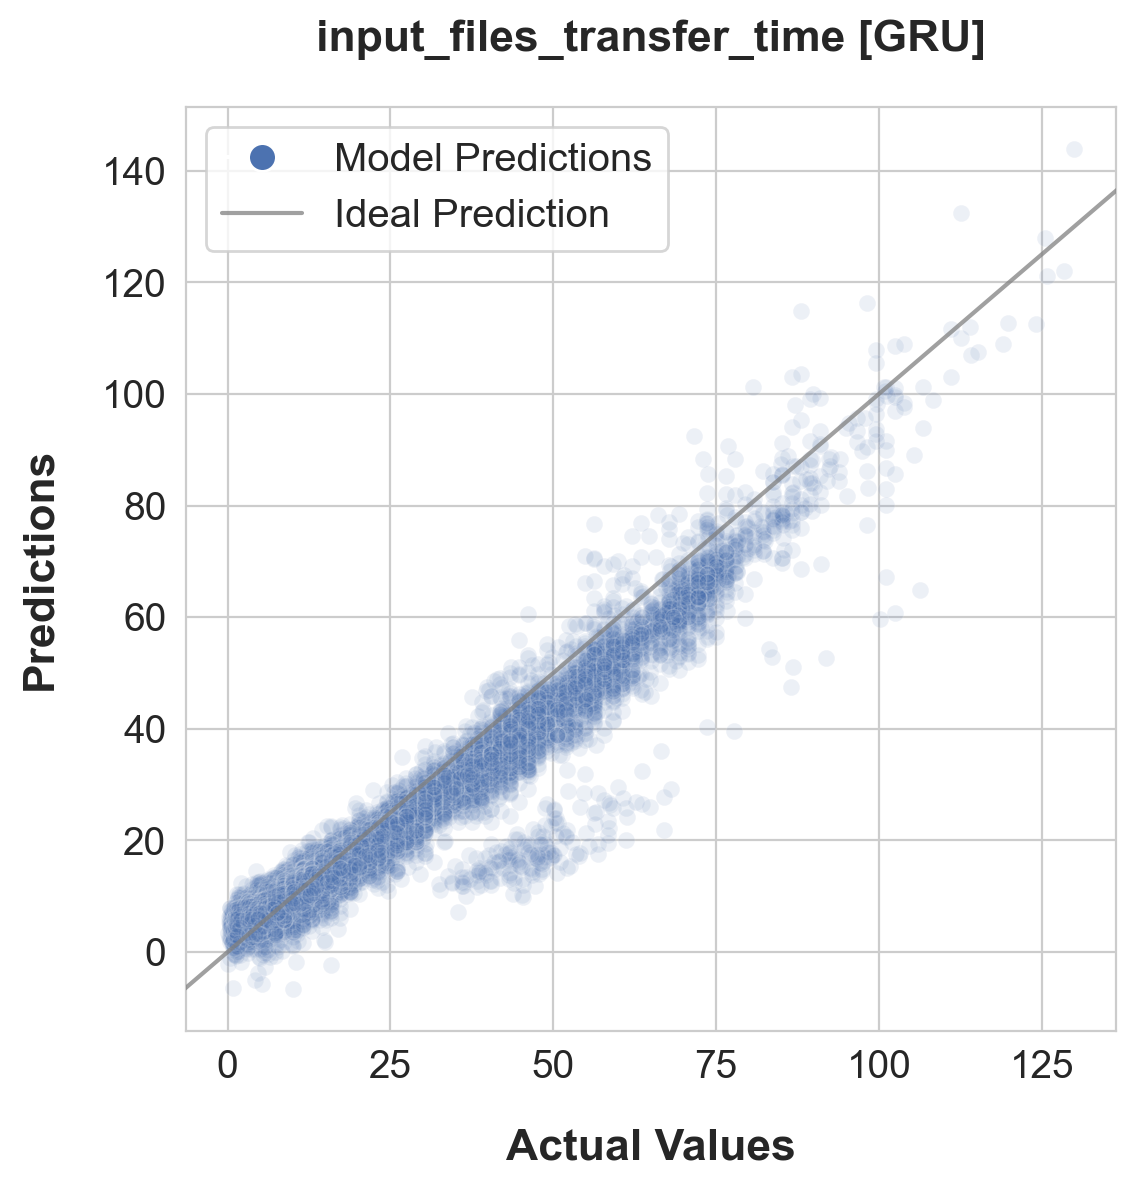 input_files_transfer_time [GRU]
Model Predictions
Ideal Prediction
140
120
100
80
60
40
20
0
Predictions
0 25 50 75 100 125
Actual Values